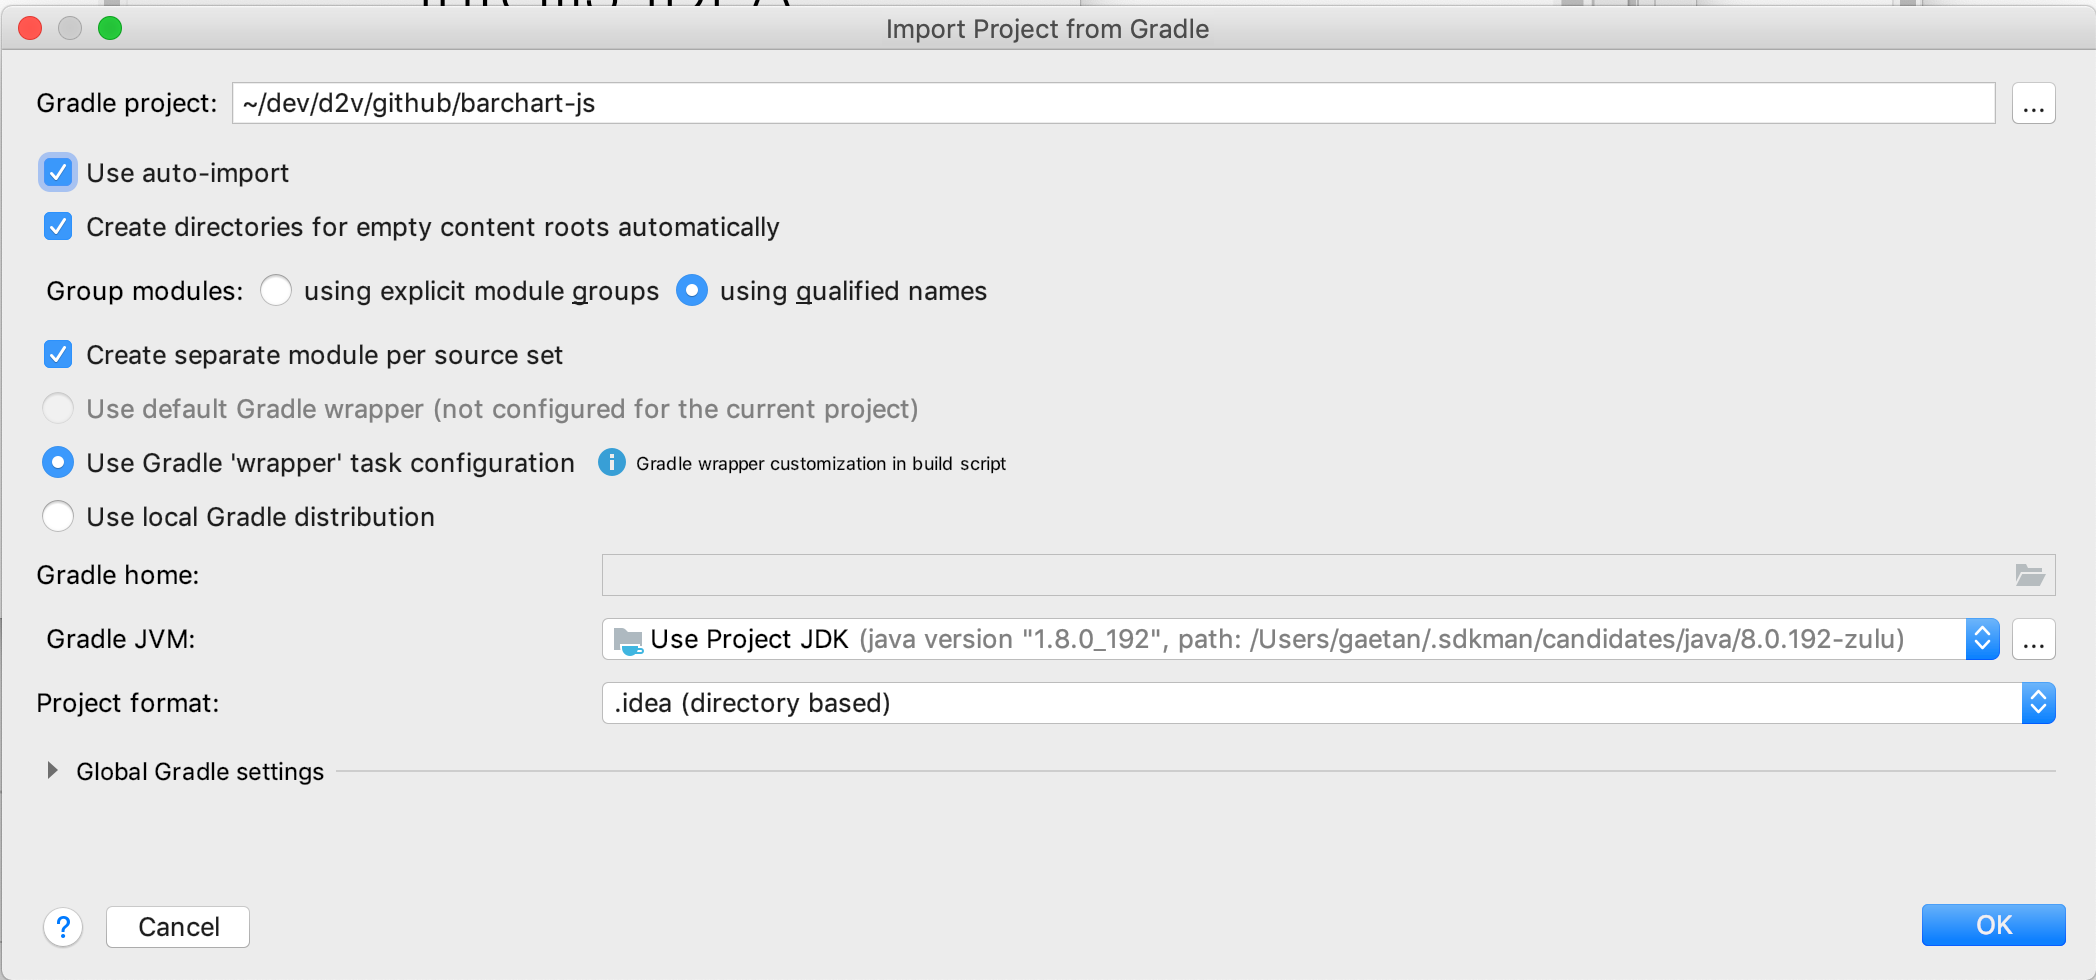 Import Project from Gradle
Gradle project: ~/dev/d2v/github/barchart-js ...
Use auto-import
Create directories for empty content roots automatically
Group modules: using explicit module groups using qualified names
Create separate module per source set
Use default Gradle wrapper (not configured for the current project)
Use Gradle 'wrapper' task configuration Gradle wrapper customization in build script
Use local Gradle distribution
Gradle home:
Gradle JVM: Use Project JDK (java version "1.8.0_192", path: /Users/gaetan/.sdkman/candidates/java/8.0.192-zulu) ...
Project format: .idea (directory based)
Global Gradle settings
? Cancel OK